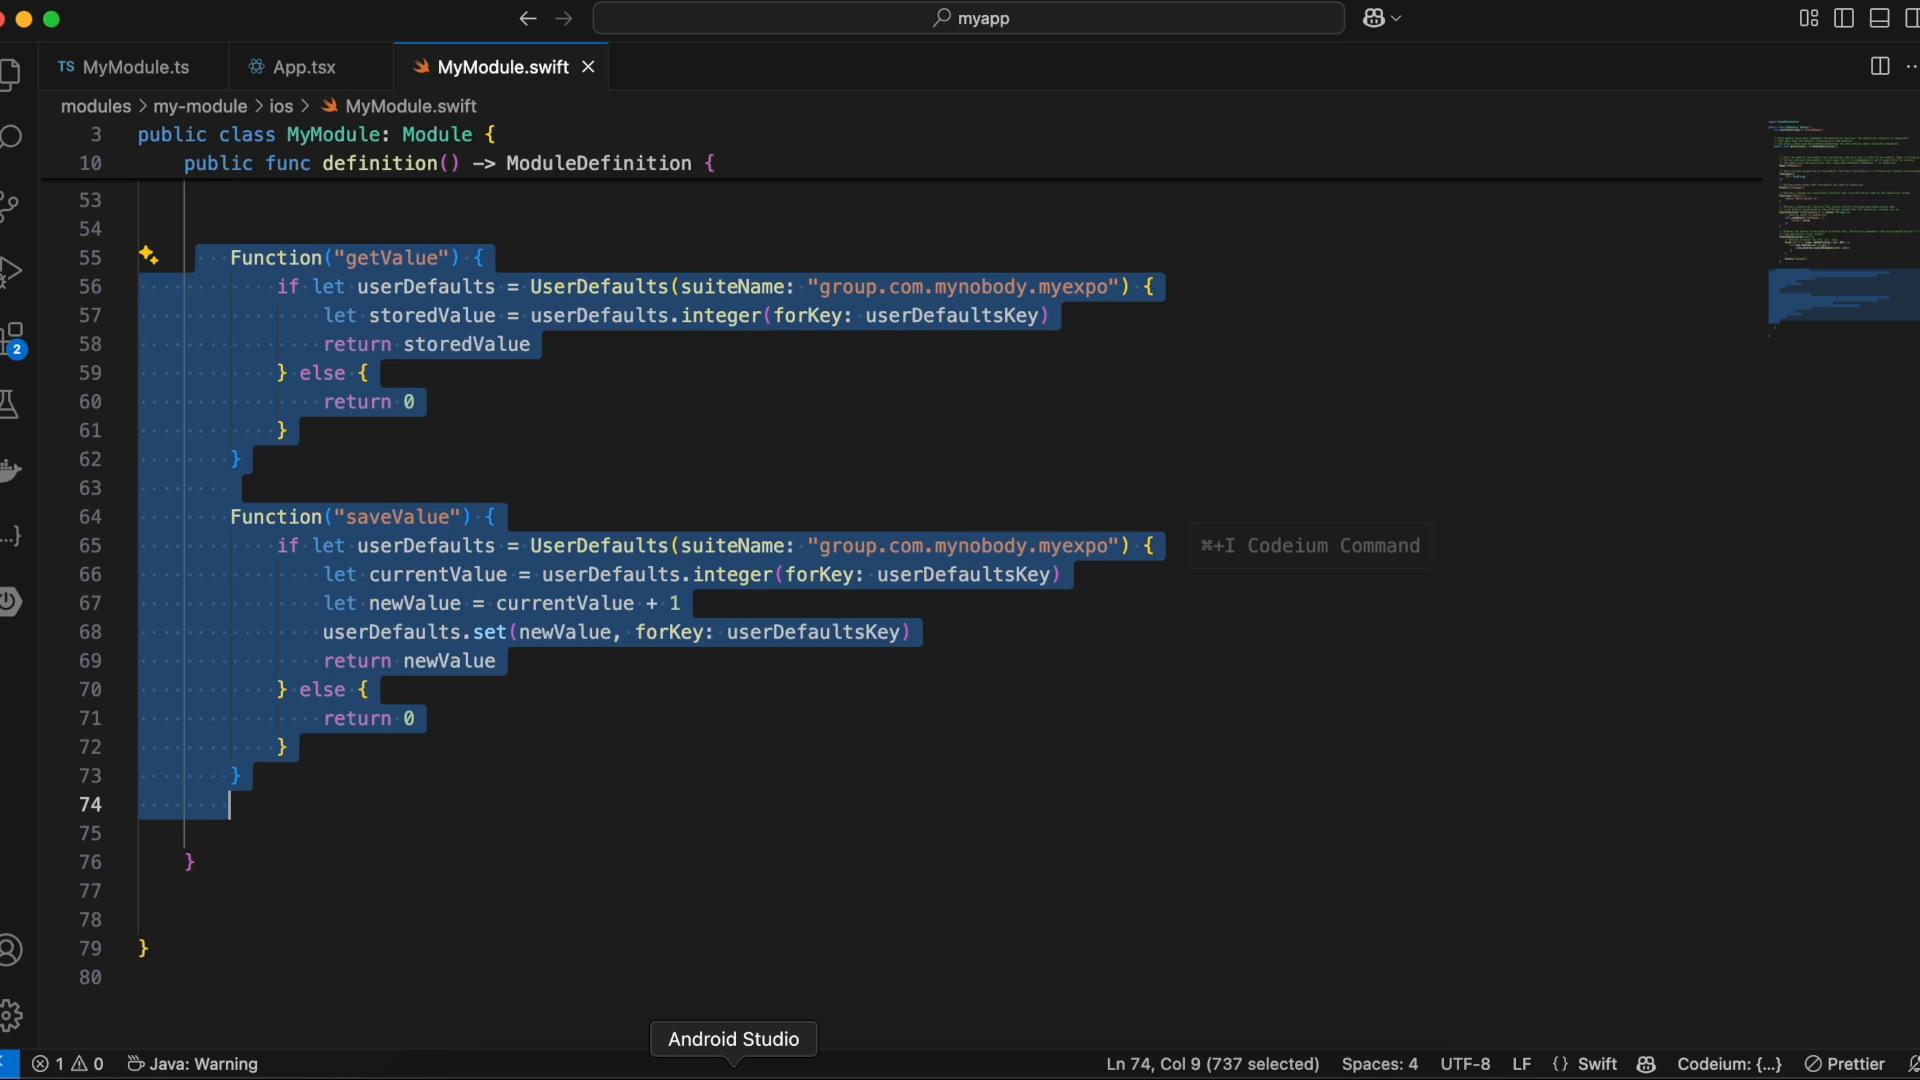 myapp
TS MyModule.ts
App.tsx
MyModule.swift
modules > my-module > ios > MyModule.swift
3 public class MyModule: Module {
10 public func definition() -> ModuleDefinition {
53
54
55 Function("getValue") {
56 if let userDefaults = UserDefaults(suiteName: "group.com.mynobody.myexpo") {
57 let storedValue = userDefaults.integer(forKey: userDefaultsKey)
58 return storedValue
59 } else {
60 return 0
61 }
62 }
63
64 Function("saveValue") {
65 if let userDefaults = UserDefaults(suiteName: "group.com.mynobody.myexpo") { ⌘+I Codeium Command
66 let currentValue = userDefaults.integer(forKey: userDefaultsKey)
67 let newValue = currentValue + 1
68 userDefaults.set(newValue, forKey: userDefaultsKey)
69 return newValue
70 } else {
71 return 0
72 }
73 }
74
75
76 }
77
78
79 }
80
2
Android Studio
1 0 Java: Warning
Ln 74, Col 9 (737 selected) Spaces: 4 UTF-8 LF {} Swift Codeium: {...} Prettier